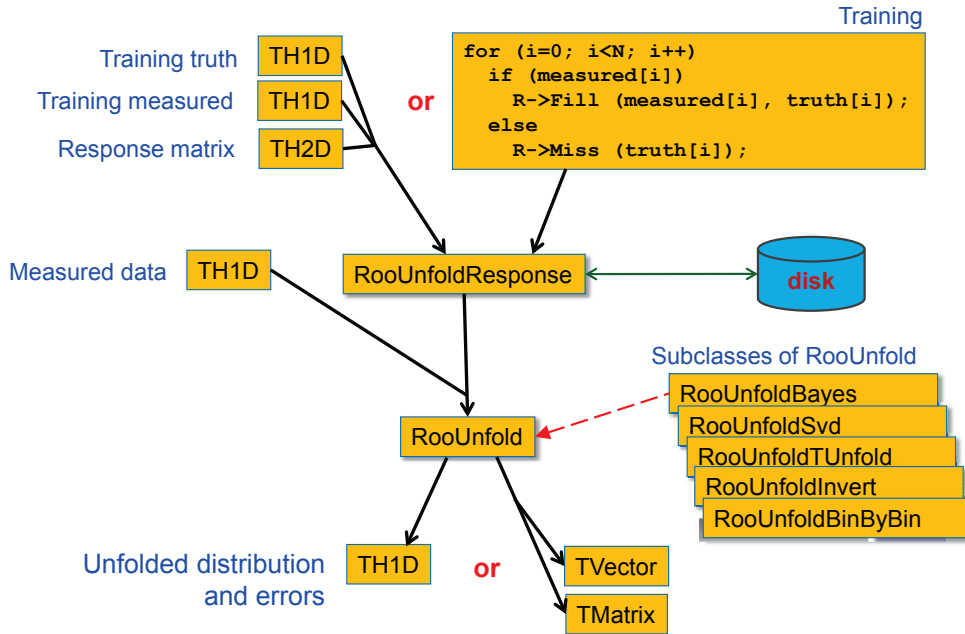 Training
Training truth
TH1D
Training measured
TH1D
Response matrix
TH2D
or
for (i=0; i<N; i++)
if (measured[i])
R->Fill (measured[i], truth[i]);
else
R->Miss (truth[i]);
Measured data
TH1D
RooUnfoldResponse
disk
Subclasses of RooUnfold
RooUnfoldBayes
RooUnfoldSvd
RooUnfoldTUnfold
RooUnfoldInvert
RooUnfoldBinByBin
RooUnfold
Unfolded distribution
and errors
TH1D
or
TVector
TMatrix